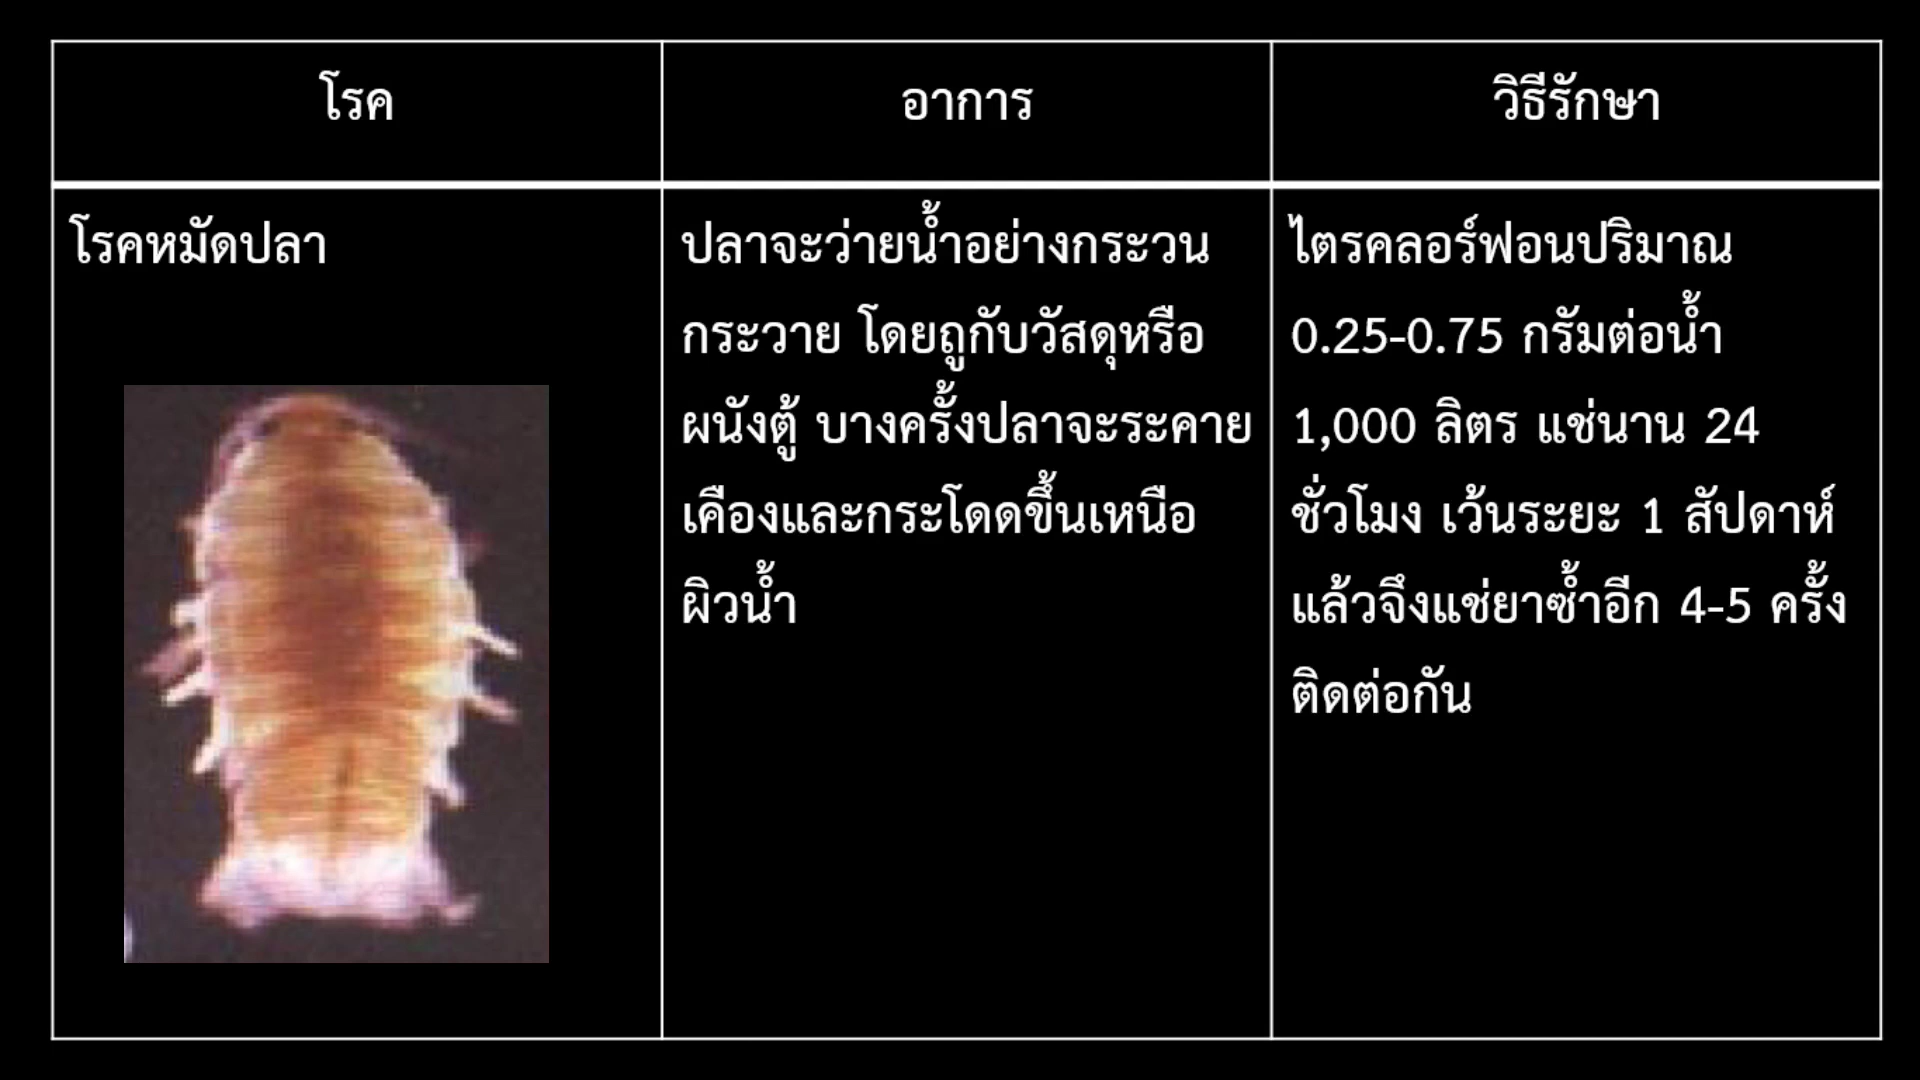 โรค
อาการ
วิธีรักษา
โรคหมัดปลา
ปลาจะว่ายน้ำอย่างกระวน
กระวาย โดยถูกับวัสดุหรือ
ผนังตู้ บางครั้งปลาจะระคาย
เคืองและกระโดดขึ้นเหนือ
ผิวน้ำ
ไตรคลอร์ฟอนปริมาณ
0.25-0.75 กรัมต่อน้ำ
1,000 ลิตร แช่นาน 24
ชั่วโมง เว้นระยะ 1 สัปดาห์
แล้วจึงแช่ยาซ้ำอีก 4-5 ครั้ง
ติดต่อกัน